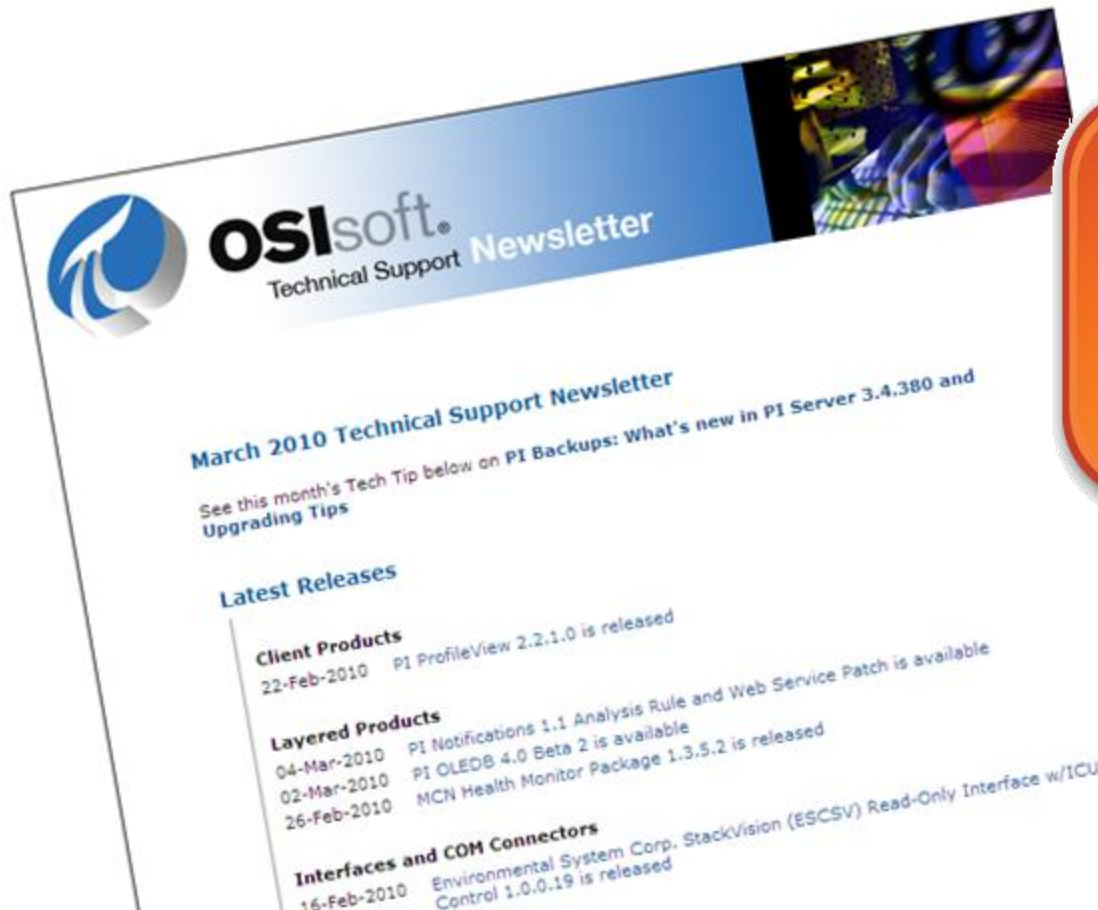 OSIsoft.
Technical Support Newsletter
March 2010 Technical Support Newsletter
See this month's Tech Tip below on PI Backups: What's new in PI Server 3.4.380 and
Upgrading Tips
Latest Releases
Client Products
22-Feb-2010 PI ProfileView 2.2.1.0 is released
Layered Products
04-Mar-2010 PI Notifications 1.1 Analysis Rule and Web Service Patch is available
02-Mar-2010 PI OLEDB 4.0 Beta 2 is available
26-Feb-2010 MCN Health Monitor Package 1.3.5.2 is released
Interfaces and COM Connectors
16-Feb-2010 Environmental System Corp. StackVision (ESCSV) Read-Only Interface w/ICU
Control 1.0.0.19 is released